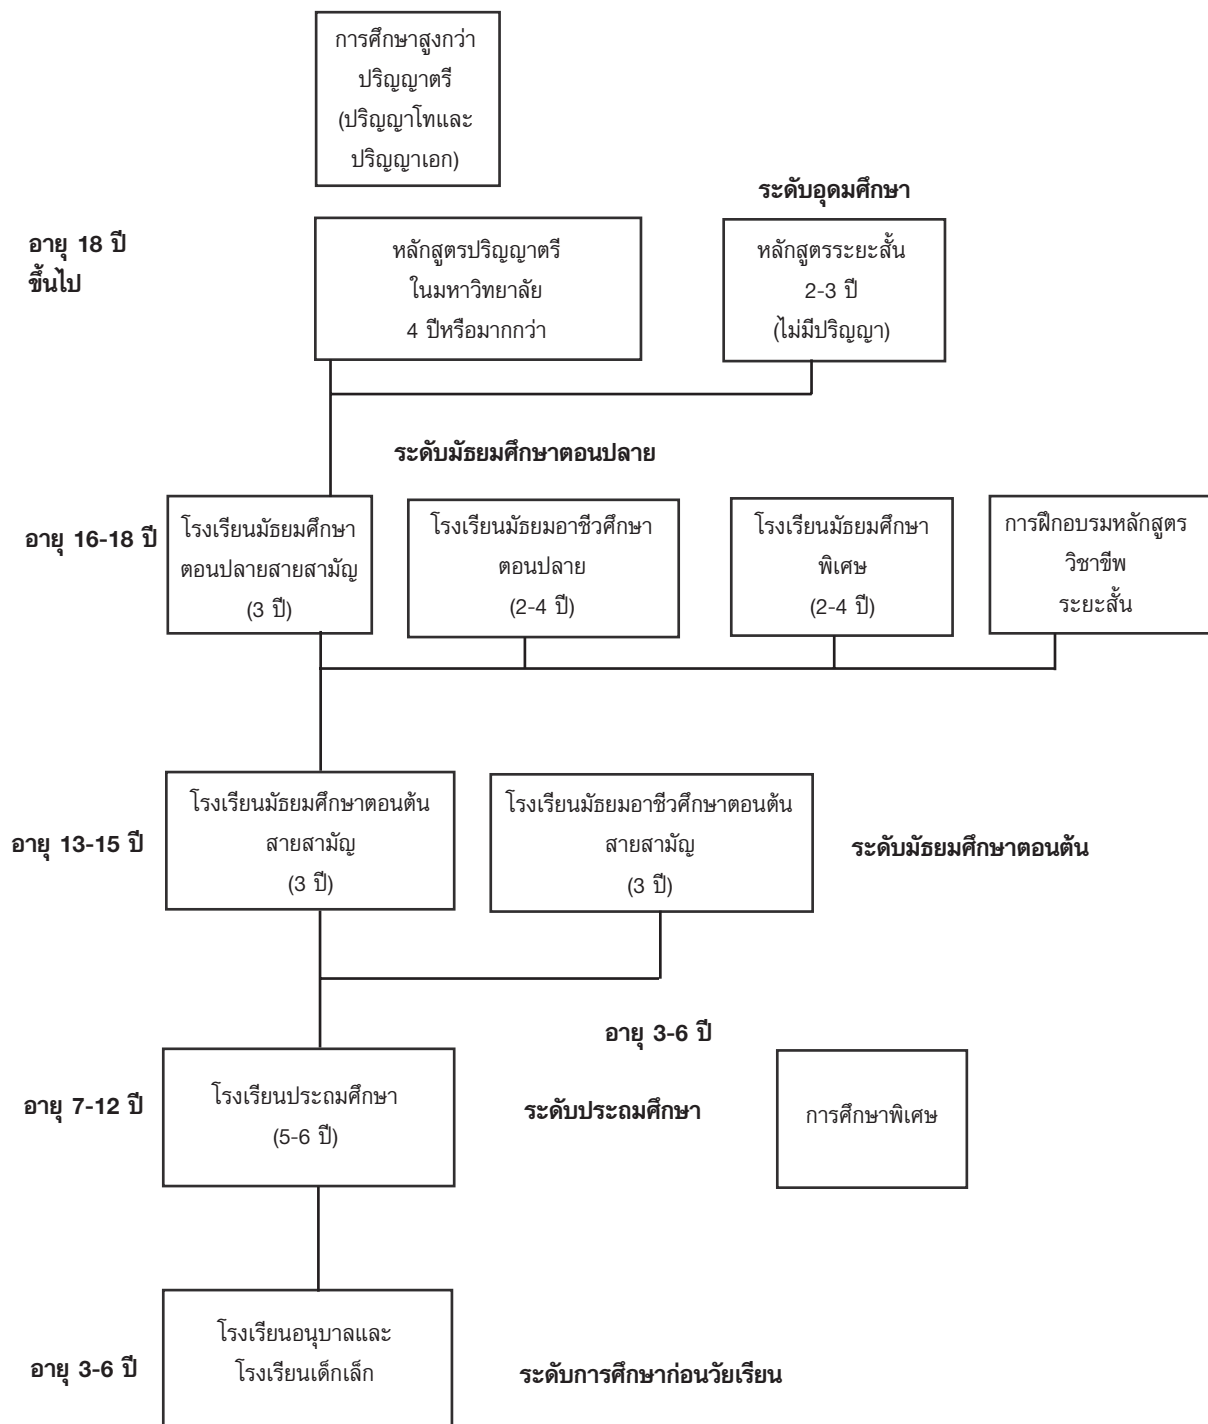 การศึกษาสูงกว่า
ปริญญาตรี
(ปริญญาโทและ
ปริญญาเอก)
ระดับอุดมศึกษา
อายุ 18 ปี
ขึ้นไป
หลักสูตรปริญญาตรี
ในมหาวิทยาลัย
4 ปีหรือมากกว่า
หลักสูตรระยะสั้น
2-3 ปี
(ไม่มีปริญญา)
ระดับมัธยมศึกษาตอนปลาย
อายุ 16-18 ปี
โรงเรียนมัธยมศึกษา
ตอนปลายสายสามัญ
(3 ปี)
โรงเรียนมัธยมอาชีวศึกษา
ตอนปลาย
(2-4 ปี)
โรงเรียนมัธยมศึกษา
พิเศษ
(2-4 ปี)
การฝึกอบรมหลักสูตร
วิชาชีพ
ระยะสั้น
อายุ 13-15 ปี
โรงเรียนมัธยมศึกษาตอนต้น
สายสามัญ
(3 ปี)
โรงเรียนมัธยมอาชีวศึกษาตอนต้น
สายสามัญ
(3 ปี)
ระดับมัธยมศึกษาตอนต้น
อายุ 3-6 ปี
อายุ 7-12 ปี
โรงเรียนประถมศึกษา
(5-6 ปี)
ระดับประถมศึกษา
การศึกษาพิเศษ
อายุ 3-6 ปี
โรงเรียนอนุบาลและ
โรงเรียนเด็กเล็ก
ระดับการศึกษาก่อนวัยเรียน